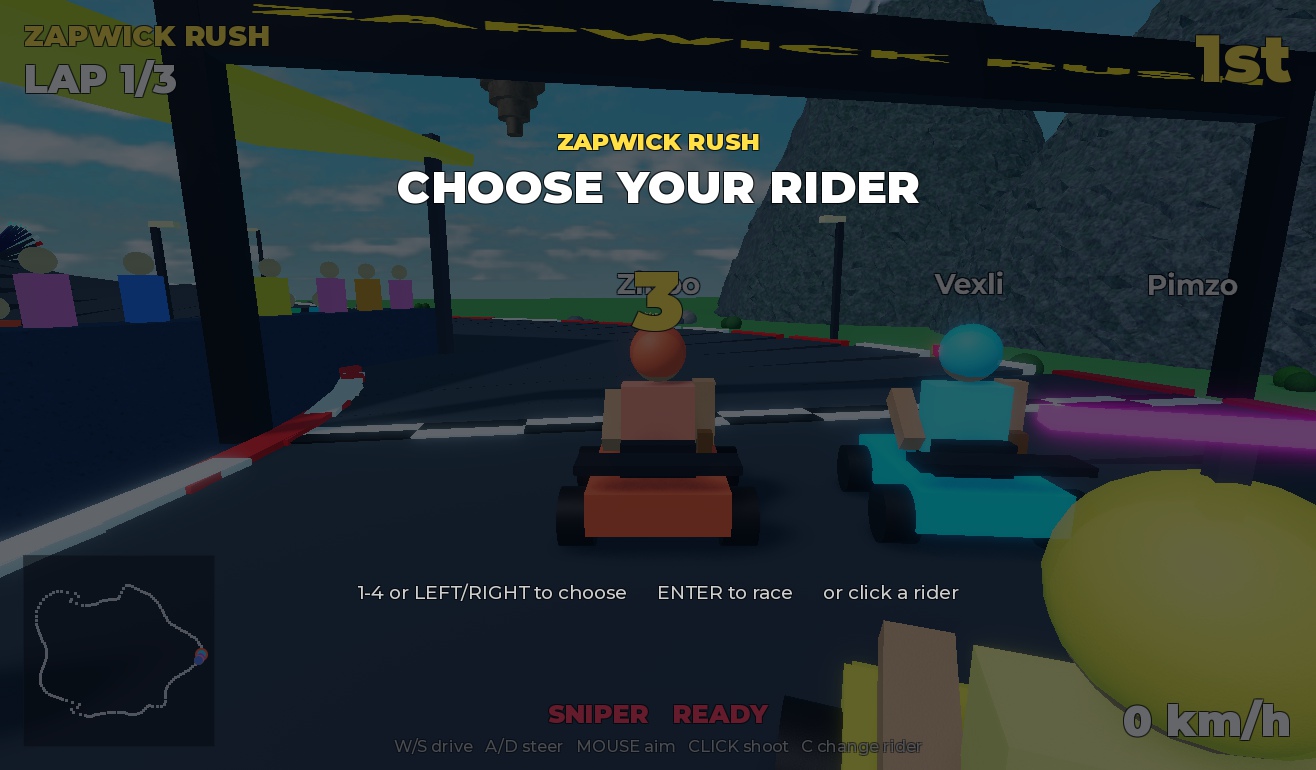 ZAPWICK RUSH
LAP 1/3
1st
ZAPWICK RUSH
CHOOSE YOUR RIDER
3
Vexli
Pimzo
1-4 or LEFT/RIGHT to choose ENTER to race or click a rider
SNIPER READY
W/S drive A/D steer MOUSE aim CLICK shoot C change rider
0 km/h